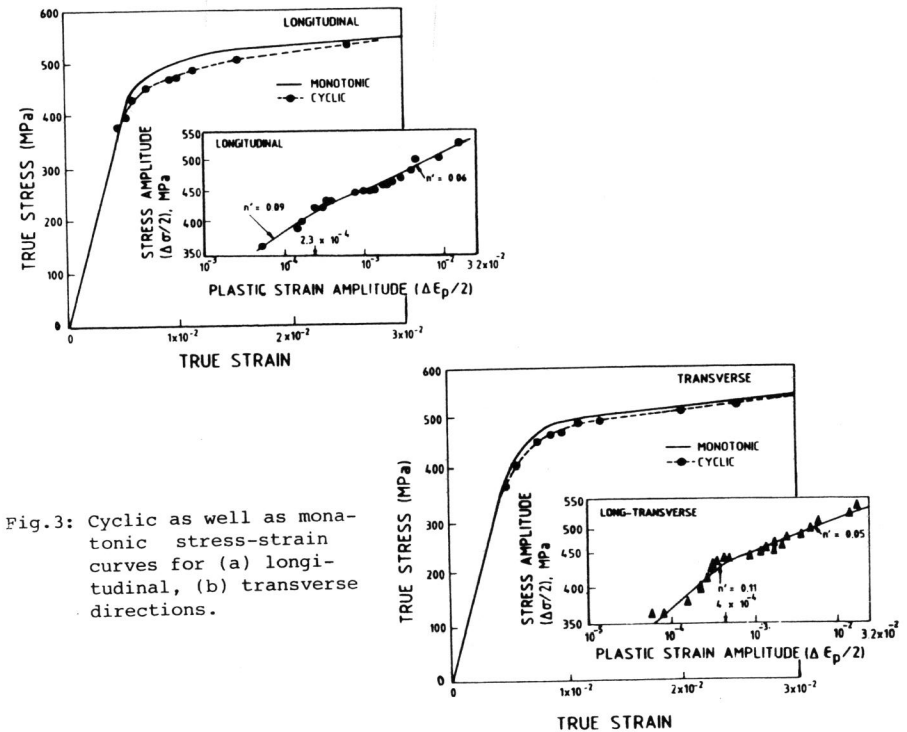 600
500
400
300
200
100
0
TRUE STRESS (MPa)
LONGITUDINAL
MONOTONIC
CYCLIC
1x10⁻²
2x10⁻²
3x10⁻²
TRUE STRAIN
550
500
450
400
350
STRESS AMPLITUDE
(Δσ/2), MPa
LONGITUDINAL
n' = 0.06
n' = 0.09
2.3 x 10⁻⁴
10⁻⁵
10⁻⁴
10⁻³
10⁻²
3 2x10⁻²
PLASTIC STRAIN AMPLITUDE (ΔEp/2)
600
500
400
300
200
100
0
TRUE STRESS (MPa)
TRANSVERSE
MONOTONIC
CYCLIC
1x10⁻²
2x10⁻²
3x10⁻²
TRUE STRAIN
550
500
450
400
350
STRESS AMPLITUDE
(Δσ/2), MPa
LONG-TRANSVERSE
n' = 0.05
n' = 0.11
4 x 10⁻⁴
10⁻⁵
10⁻⁴
10⁻³
10⁻²
3.2x10⁻²
PLASTIC STRAIN AMPLITUDE (Δ Ep/2)
Fig.3: Cyclic as well as mona-
tonic stress-strain
curves for (a) longi-
tudinal, (b) transverse
directions.